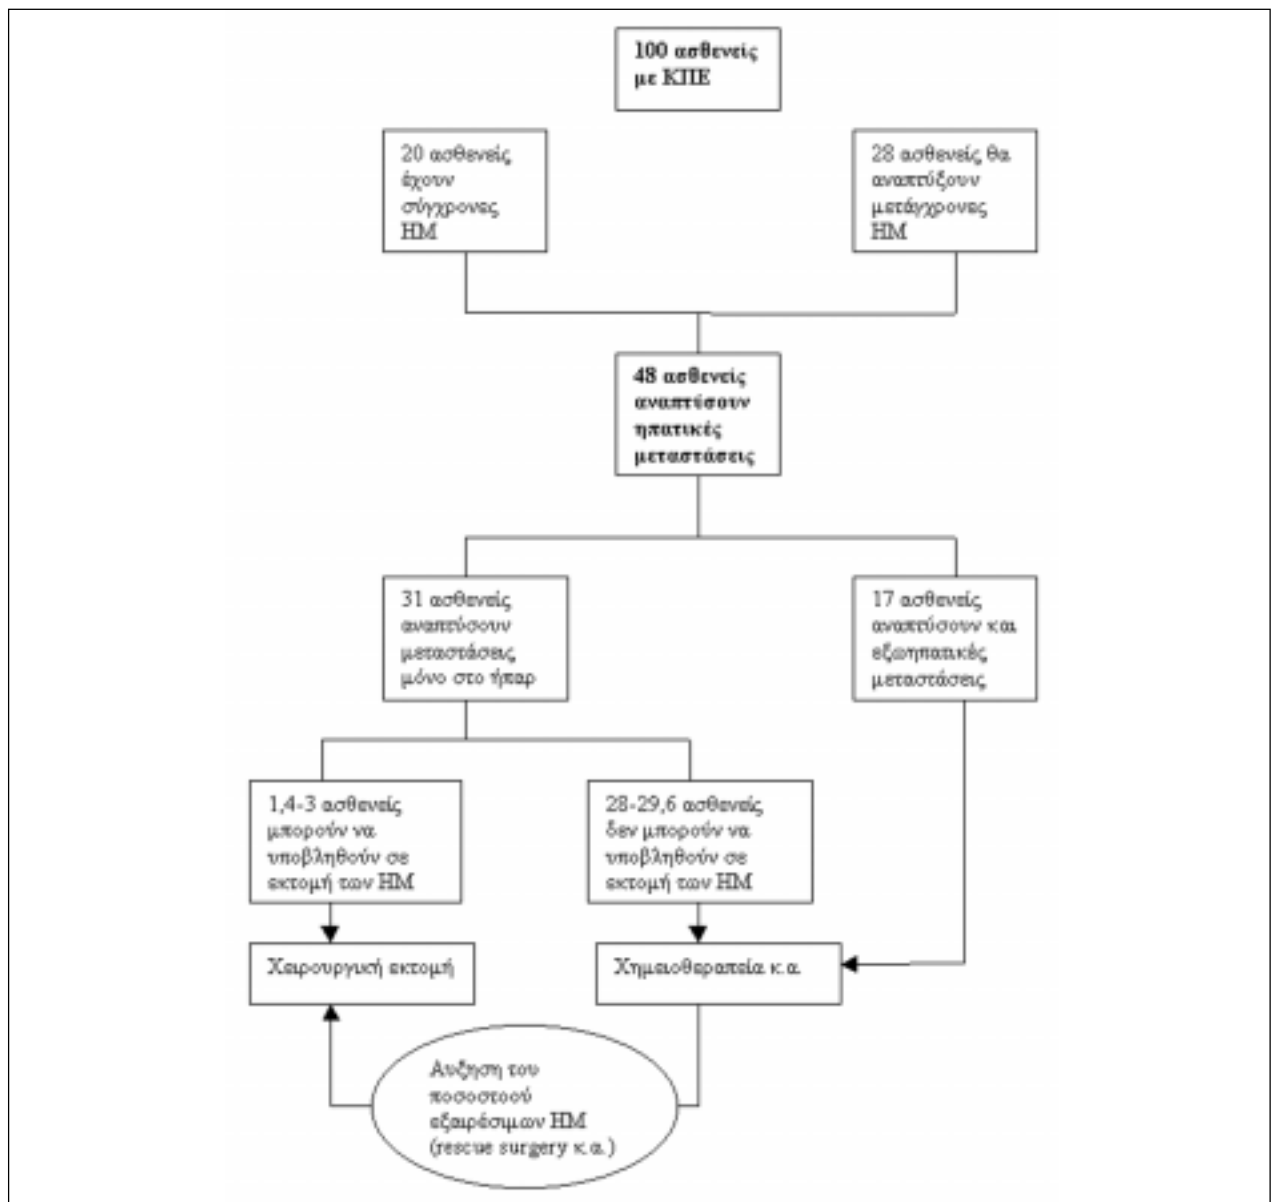 100 ασθενείς
με ΚΠΕ
20 ασθενείς
έχουν
σύγχρονες
ΗΜ
28 ασθενείς θα
αναπτύξουν
μετάγχρονες
ΗΜ
48 ασθενείς
αναπτύσουν
ηπατικές
μεταστάσεις
31 ασθενείς
αναπτύσουν
μεταστάσεις
μόνο στο ήπαρ
17 ασθενείς
αναπτύσουν και
εξωηπατικές
μεταστάσεις
1,4-3 ασθενείς
μπορούν να
υποβληθούν σε
εκτομή των ΗΜ
28-29,6 ασθενείς
δεν μπορούν να
υποβληθούν σε
εκτομή των ΗΜ
Χειρουργική εκτομή
Χημειοθεραπεία κ.α.
Αυξηση του
ποσοστοού
εξαιρέσιμων ΗΜ
(rescue surgery κ.α.)